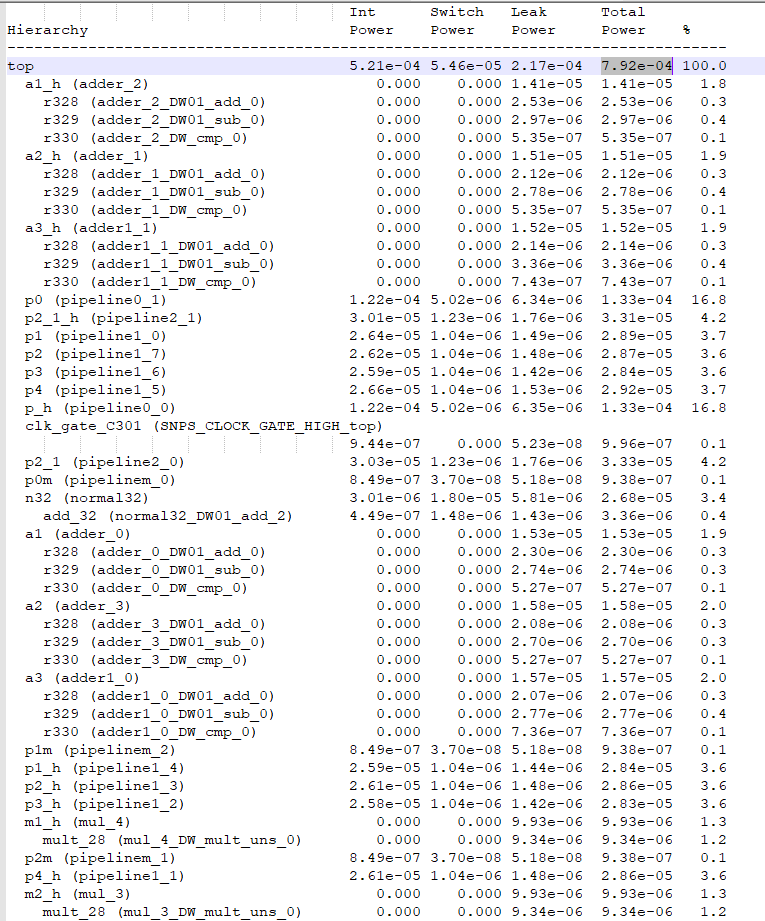 Int Switch Leak Total
Hierarchy Power Power Power Power %
--------------------------------------------------------------------------------
top 5.21e-04 5.46e-05 2.17e-04 7.92e-04 100.0
a1_h (adder_2) 0.000 0.000 1.41e-05 1.41e-05 1.8
r328 (adder_2_DW01_add_0) 0.000 0.000 2.53e-06 2.53e-06 0.3
r329 (adder_2_DW01_sub_0) 0.000 0.000 2.97e-06 2.97e-06 0.4
r330 (adder_2_DW_cmp_0) 0.000 0.000 5.35e-07 5.35e-07 0.1
a2_h (adder_1) 0.000 0.000 1.51e-05 1.51e-05 1.9
r328 (adder_1_DW01_add_0) 0.000 0.000 2.12e-06 2.12e-06 0.3
r329 (adder_1_DW01_sub_0) 0.000 0.000 2.78e-06 2.78e-06 0.4
r330 (adder_1_DW_cmp_0) 0.000 0.000 5.35e-07 5.35e-07 0.1
a3_h (adder1_1) 0.000 0.000 1.52e-05 1.52e-05 1.9
r328 (adder1_1_DW01_add_0) 0.000 0.000 2.14e-06 2.14e-06 0.3
r329 (adder1_1_DW01_sub_0) 0.000 0.000 3.36e-06 3.36e-06 0.4
r330 (adder1_1_DW_cmp_0) 0.000 0.000 7.43e-07 7.43e-07 0.1
p0 (pipeline0_1) 1.22e-04 5.02e-06 6.34e-06 1.33e-04 16.8
p2_1_h (pipeline2_1) 3.01e-05 1.23e-06 1.76e-06 3.31e-05 4.2
p1 (pipeline1_0) 2.64e-05 1.04e-06 1.49e-06 2.89e-05 3.7
p2 (pipeline1_7) 2.62e-05 1.04e-06 1.48e-06 2.87e-05 3.6
p3 (pipeline1_6) 2.59e-05 1.04e-06 1.42e-06 2.84e-05 3.6
p4 (pipeline1_5) 2.66e-05 1.04e-06 1.53e-06 2.92e-05 3.7
p_h (pipeline0_0) 1.22e-04 5.02e-06 6.35e-06 1.33e-04 16.8
clk_gate_C301 (SNPS_CLOCK_GATE_HIGH_top)
9.44e-07 0.000 5.23e-08 9.96e-07 0.1
p2_1 (pipeline2_0) 3.03e-05 1.23e-06 1.76e-06 3.33e-05 4.2
p0m (pipelinem_0) 8.49e-07 3.70e-08 5.18e-08 9.38e-07 0.1
n32 (normal32) 3.01e-06 1.80e-05 5.81e-06 2.68e-05 3.4
add_32 (normal32_DW01_add_2) 4.49e-07 1.48e-06 1.43e-06 3.36e-06 0.4
a1 (adder_0) 0.000 0.000 1.53e-05 1.53e-05 1.9
r328 (adder_0_DW01_add_0) 0.000 0.000 2.30e-06 2.30e-06 0.3
r329 (adder_0_DW01_sub_0) 0.000 0.000 2.74e-06 2.74e-06 0.3
r330 (adder_0_DW_cmp_0) 0.000 0.000 5.27e-07 5.27e-07 0.1
a2 (adder_3) 0.000 0.000 1.58e-05 1.58e-05 2.0
r328 (adder_3_DW01_add_0) 0.000 0.000 2.08e-06 2.08e-06 0.3
r329 (adder_3_DW01_sub_0) 0.000 0.000 2.70e-06 2.70e-06 0.3
r330 (adder_3_DW_cmp_0) 0.000 0.000 5.27e-07 5.27e-07 0.1
a3 (adder1_0) 0.000 0.000 1.57e-05 1.57e-05 2.0
r328 (adder1_0_DW01_add_0) 0.000 0.000 2.07e-06 2.07e-06 0.3
r329 (adder1_0_DW01_sub_0) 0.000 0.000 2.77e-06 2.77e-06 0.4
r330 (adder1_0_DW_cmp_0) 0.000 0.000 7.36e-07 7.36e-07 0.1
p1m (pipelinem_2) 8.49e-07 3.70e-08 5.18e-08 9.38e-07 0.1
p1_h (pipeline1_4) 2.59e-05 1.04e-06 1.44e-06 2.84e-05 3.6
p2_h (pipeline1_3) 2.61e-05 1.04e-06 1.48e-06 2.86e-05 3.6
p3_h (pipeline1_2) 2.58e-05 1.04e-06 1.42e-06 2.83e-05 3.6
m1_h (mul_4) 0.000 0.000 9.93e-06 9.93e-06 1.3
mult_28 (mul_4_DW_mult_uns_0) 0.000 0.000 9.34e-06 9.34e-06 1.2
p2m (pipelinem_1) 8.49e-07 3.70e-08 5.18e-08 9.38e-07 0.1
p4_h (pipeline1_1) 2.61e-05 1.04e-06 1.48e-06 2.86e-05 3.6
m2_h (mul_3) 0.000 0.000 9.93e-06 9.93e-06 1.3
mult_28 (mul_3_DW_mult_uns_0) 0.000 0.000 9.34e-06 9.34e-06 1.2